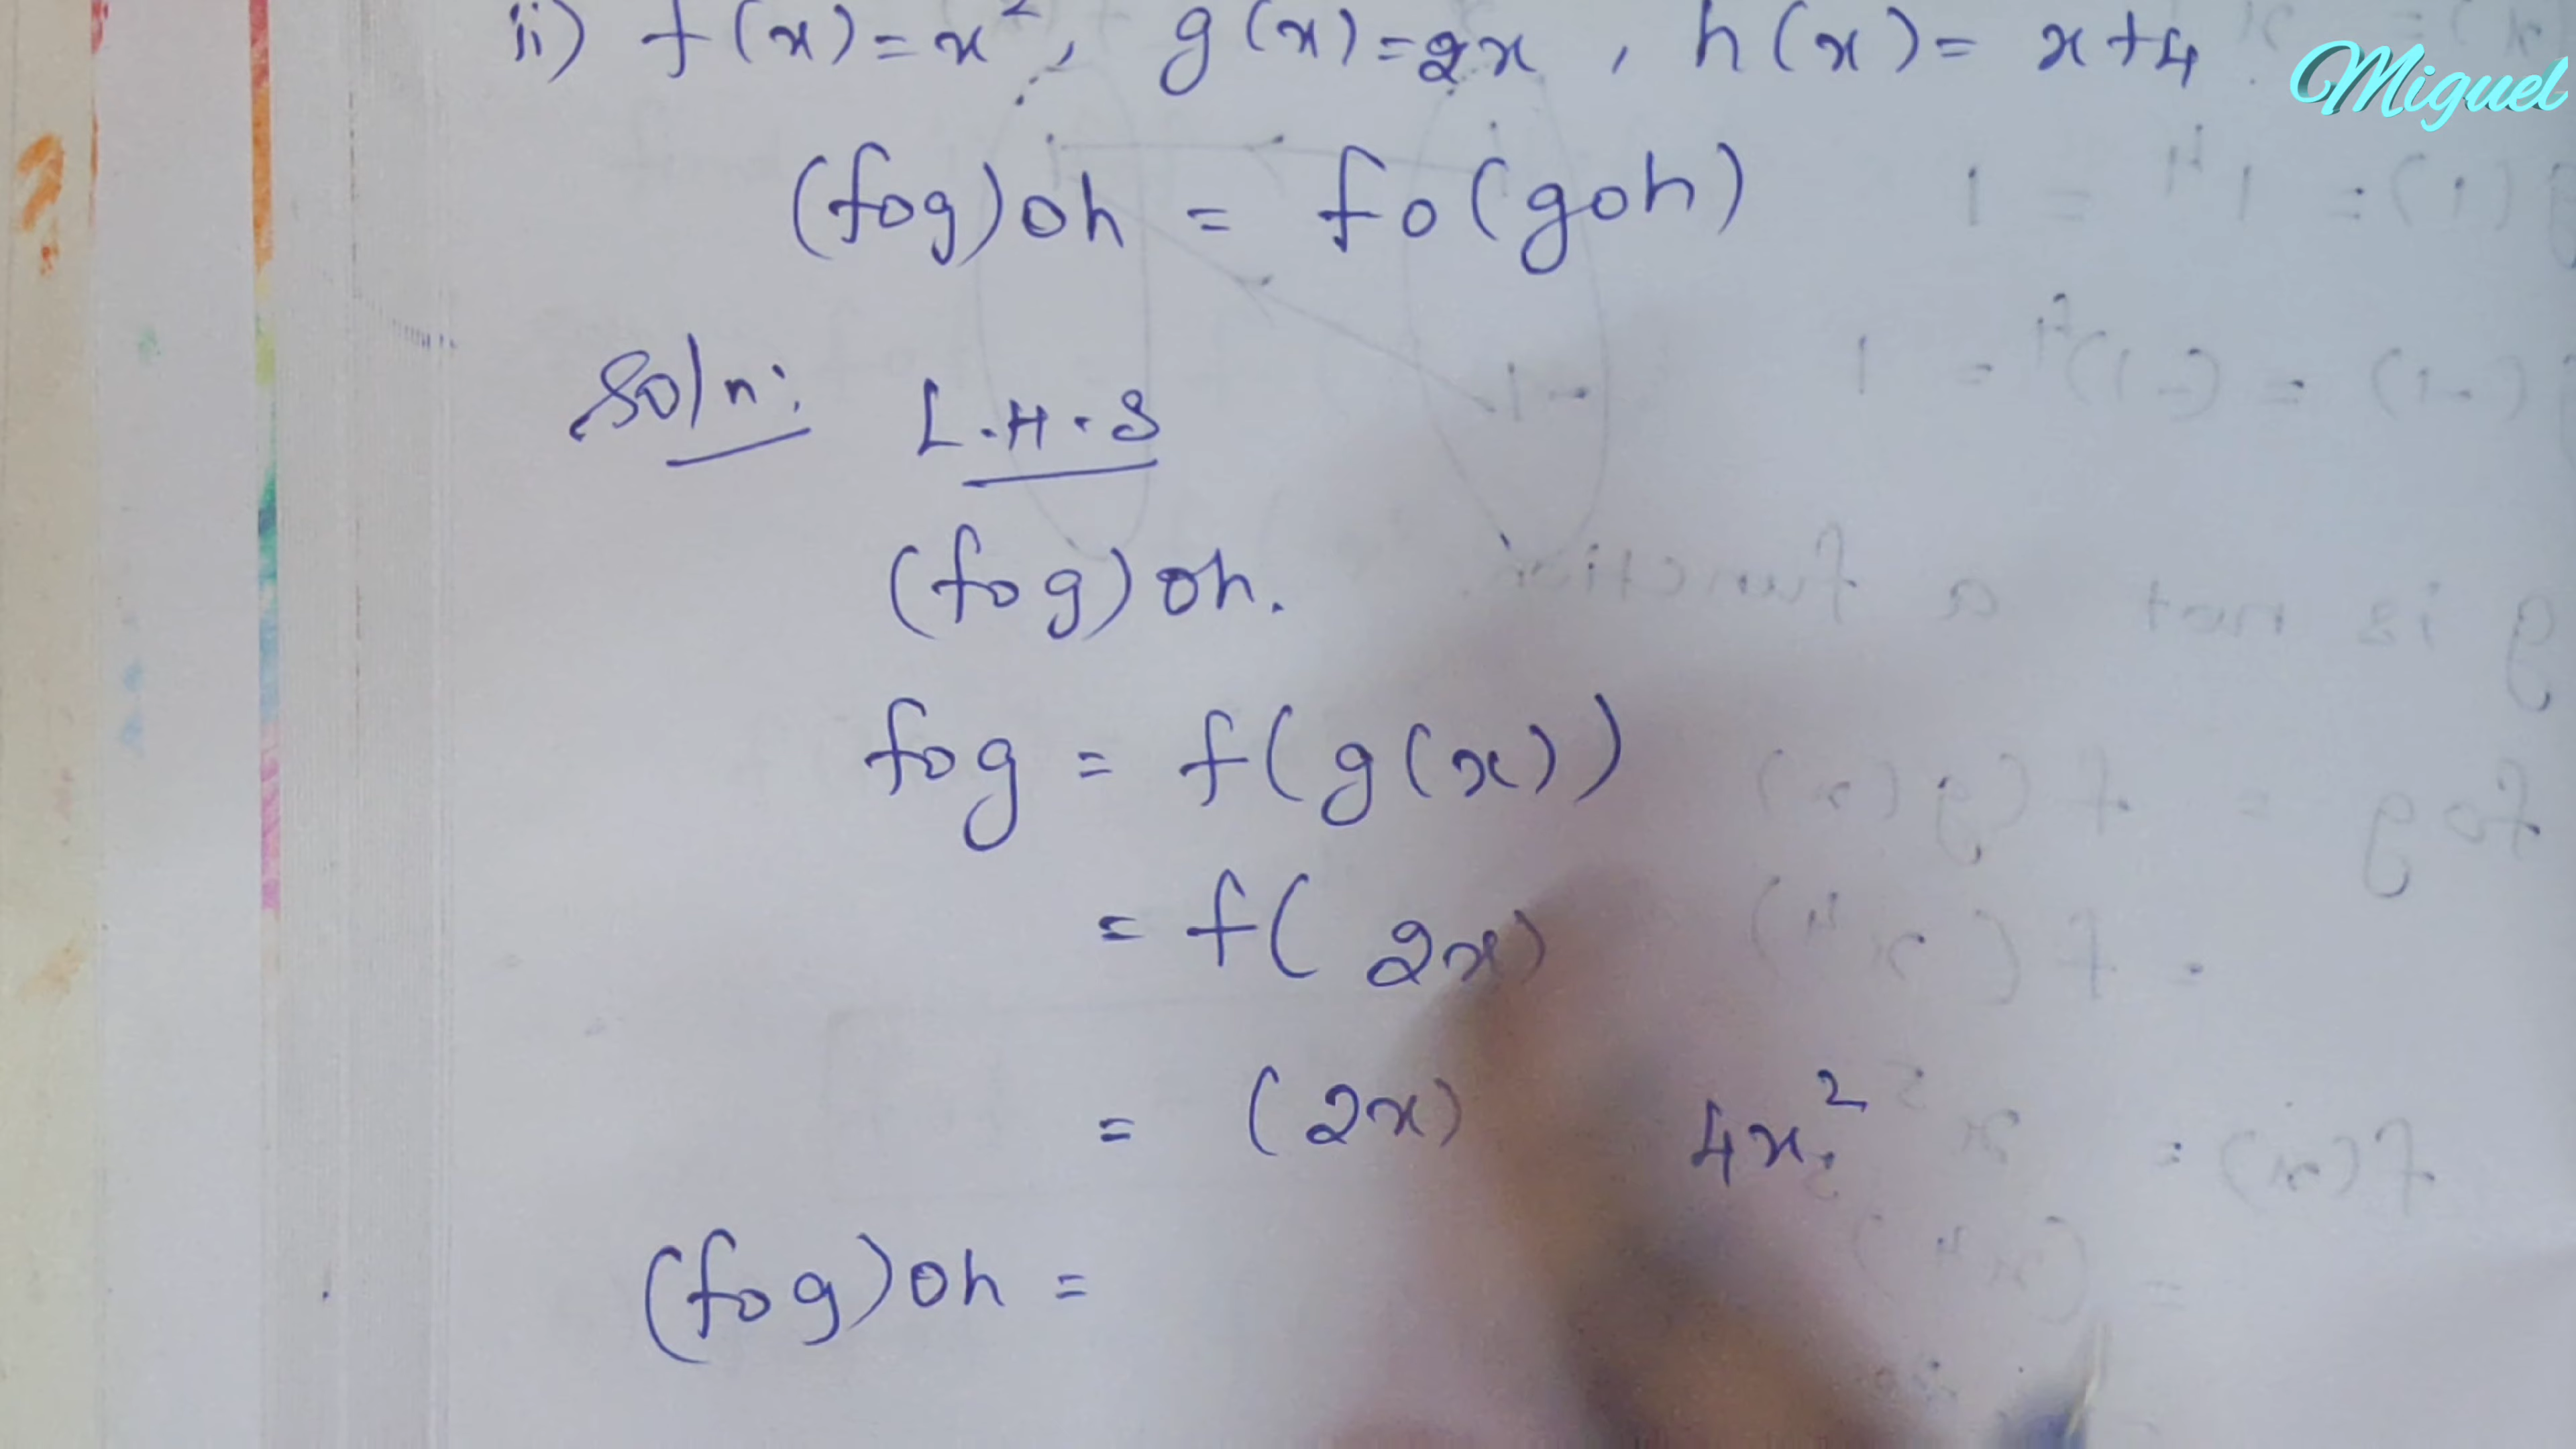 ii) f(x)=x², g(x)=2x, h(x)= x+4
Miguel
(fog)oh = fo(goh)
Soln: L.H.S
(fog)oh.
fog = f(g(x))
= f( 2x)
= (2x) 4x²
(fog)oh =